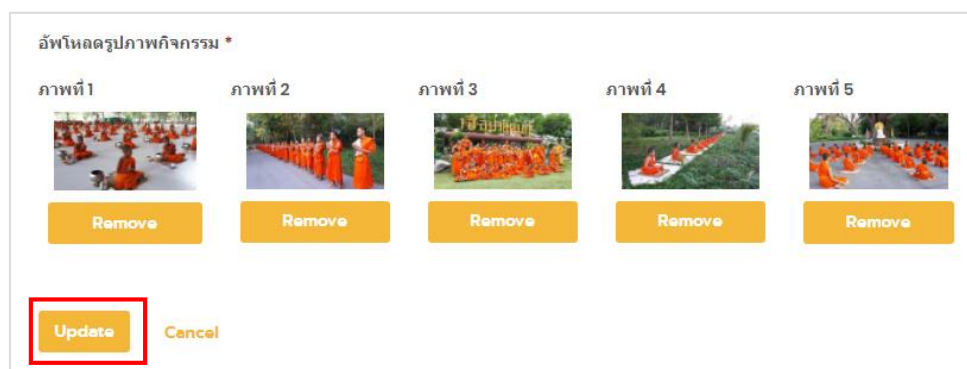 อัพโหลดรูปภาพกิจกรรม *
ภาพที่ 1 ภาพที่ 2 ภาพที่ 3 ภาพที่ 4 ภาพที่ 5
Remove Remove Remove Remove Remove
Update Cancel